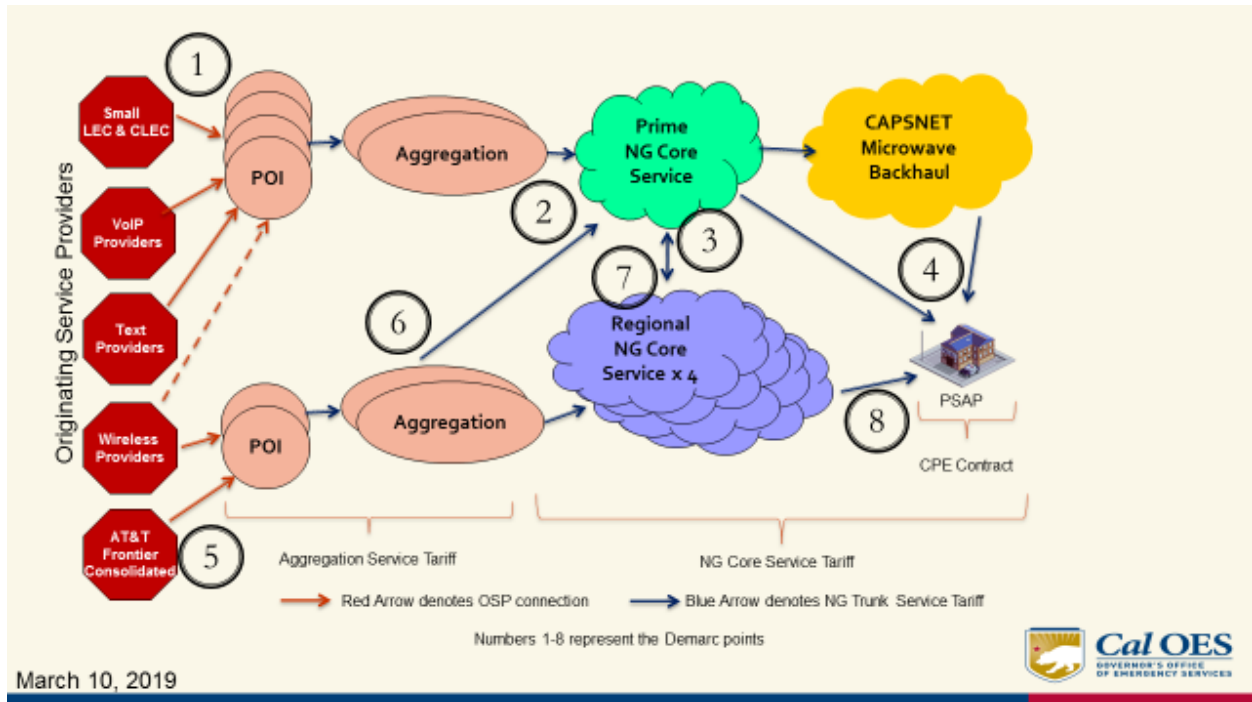 Originating Service Providers
1
Small
LEC & CLEC
POI
Aggregation
Prime
NG Core
Service
CAPSNET
Microwave
Backhaul
VoIP
Providers
2
3
4
7
6
Text
Providers
Regional
NG Core
Service x 4
PSAP
Wireless
Providers
POI
Aggregation
8
CPE Contract
AT&T
Frontier
Consolidated
5
Aggregation Service Tariff
NG Core Service Tariff
Red Arrow denotes OSP connection
Blue Arrow denotes NG Trunk Service Tariff
Numbers 1-8 represent the Demarc points
Cal OES
GOVERNOR'S OFFICE
OF EMERGENCY SERVICES
March 10, 2019